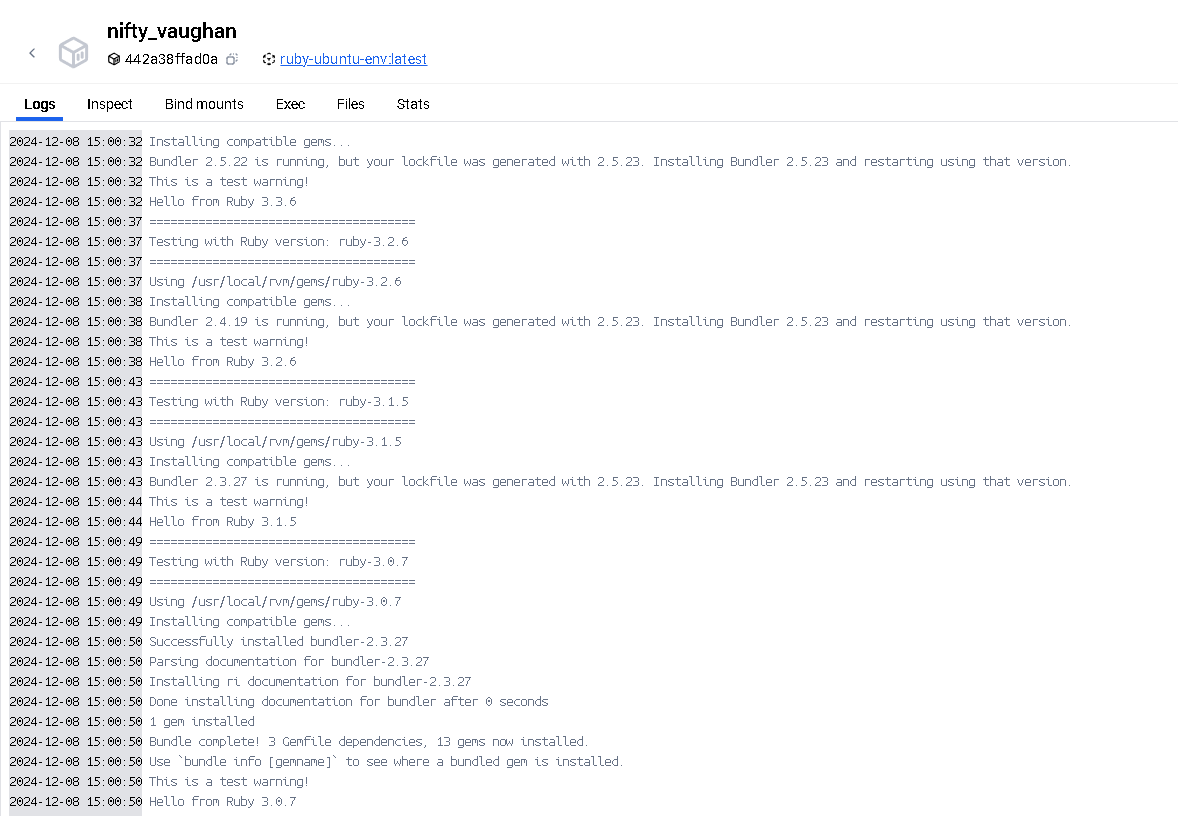 nifty_vaughan
442a38ffad0a ruby-ubuntu-env:latest
Logs Inspect Bind mounts Exec Files Stats
2024-12-08 15:00:32 Installing compatible gems...
2024-12-08 15:00:32 Bundler 2.5.22 is running, but your lockfile was generated with 2.5.23. Installing Bundler 2.5.23 and restarting using that version.
2024-12-08 15:00:32 This is a test warning!
2024-12-08 15:00:32 Hello from Ruby 3.3.6
2024-12-08 15:00:37 ======================================
2024-12-08 15:00:37 Testing with Ruby version: ruby-3.2.6
2024-12-08 15:00:37 ======================================
2024-12-08 15:00:37 Using /usr/local/rvm/gems/ruby-3.2.6
2024-12-08 15:00:38 Installing compatible gems...
2024-12-08 15:00:38 Bundler 2.4.19 is running, but your lockfile was generated with 2.5.23. Installing Bundler 2.5.23 and restarting using that version.
2024-12-08 15:00:38 This is a test warning!
2024-12-08 15:00:38 Hello from Ruby 3.2.6
2024-12-08 15:00:43 ======================================
2024-12-08 15:00:43 Testing with Ruby version: ruby-3.1.5
2024-12-08 15:00:43 ======================================
2024-12-08 15:00:43 Using /usr/local/rvm/gems/ruby-3.1.5
2024-12-08 15:00:43 Installing compatible gems...
2024-12-08 15:00:43 Bundler 2.3.27 is running, but your lockfile was generated with 2.5.23. Installing Bundler 2.5.23 and restarting using that version.
2024-12-08 15:00:44 This is a test warning!
2024-12-08 15:00:44 Hello from Ruby 3.1.5
2024-12-08 15:00:49 ======================================
2024-12-08 15:00:49 Testing with Ruby version: ruby-3.0.7
2024-12-08 15:00:49 ======================================
2024-12-08 15:00:49 Using /usr/local/rvm/gems/ruby-3.0.7
2024-12-08 15:00:49 Installing compatible gems...
2024-12-08 15:00:50 Successfully installed bundler-2.3.27
2024-12-08 15:00:50 Parsing documentation for bundler-2.3.27
2024-12-08 15:00:50 Installing ri documentation for bundler-2.3.27
2024-12-08 15:00:50 Done installing documentation for bundler after 0 seconds
2024-12-08 15:00:50 1 gem installed
2024-12-08 15:00:50 Bundle complete! 3 Gemfile dependencies, 13 gems now installed.
2024-12-08 15:00:50 Use `bundle info [gemname]` to see where a bundled gem is installed.
2024-12-08 15:00:50 This is a test warning!
2024-12-08 15:00:50 Hello from Ruby 3.0.7